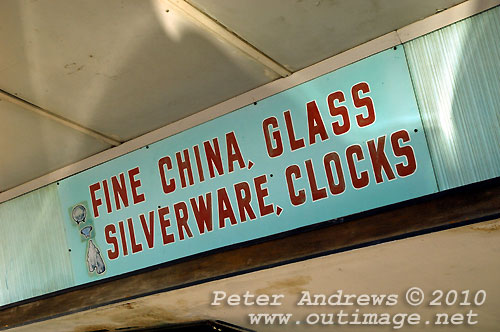 FINE CHINA, GLASS
SILVERWARE, CLOCKS
Peter Andrews © 2010
www.outimage.net